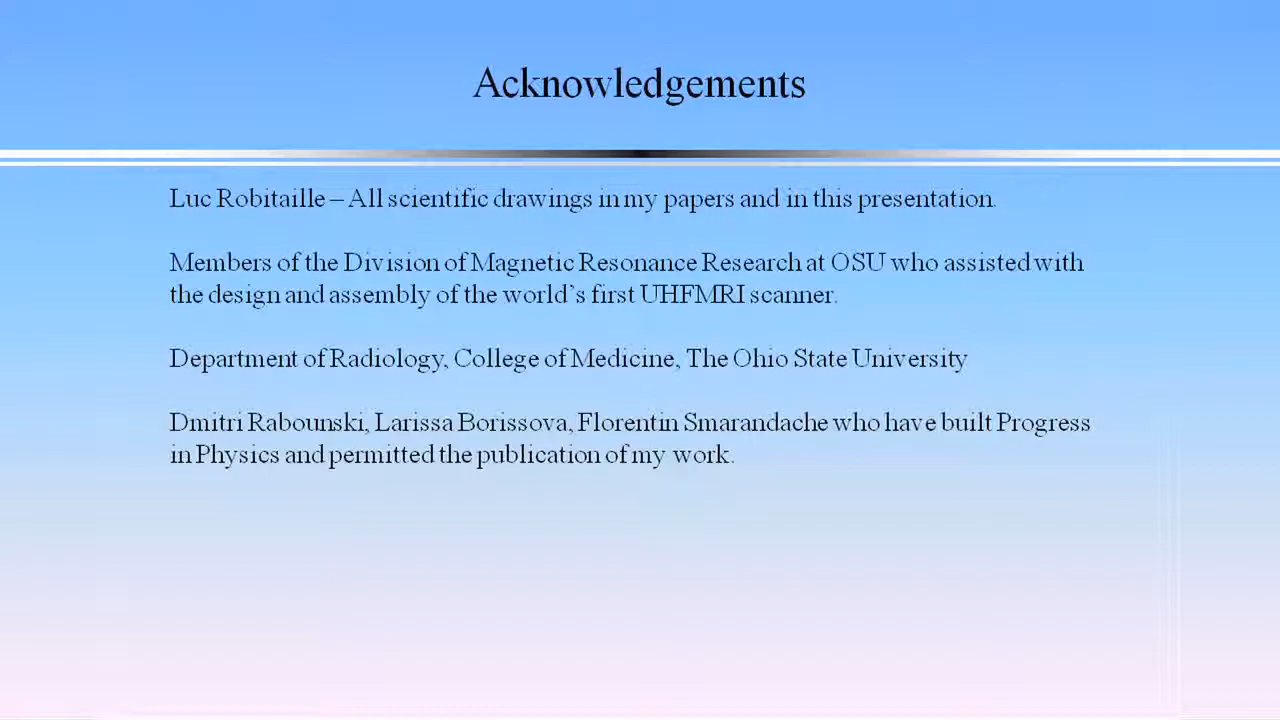 Acknowledgements
Luc Robitaille – All scientific drawings in my papers and in this presentation.
Members of the Division of Magnetic Resonance Research at OSU who assisted with
the design and assembly of the world's first UHFMRI scanner.
Department of Radiology, College of Medicine, The Ohio State University
Dmitri Rabounski, Larissa Borissova, Florentin Smarandache who have built Progress
in Physics and permitted the publication of my work.